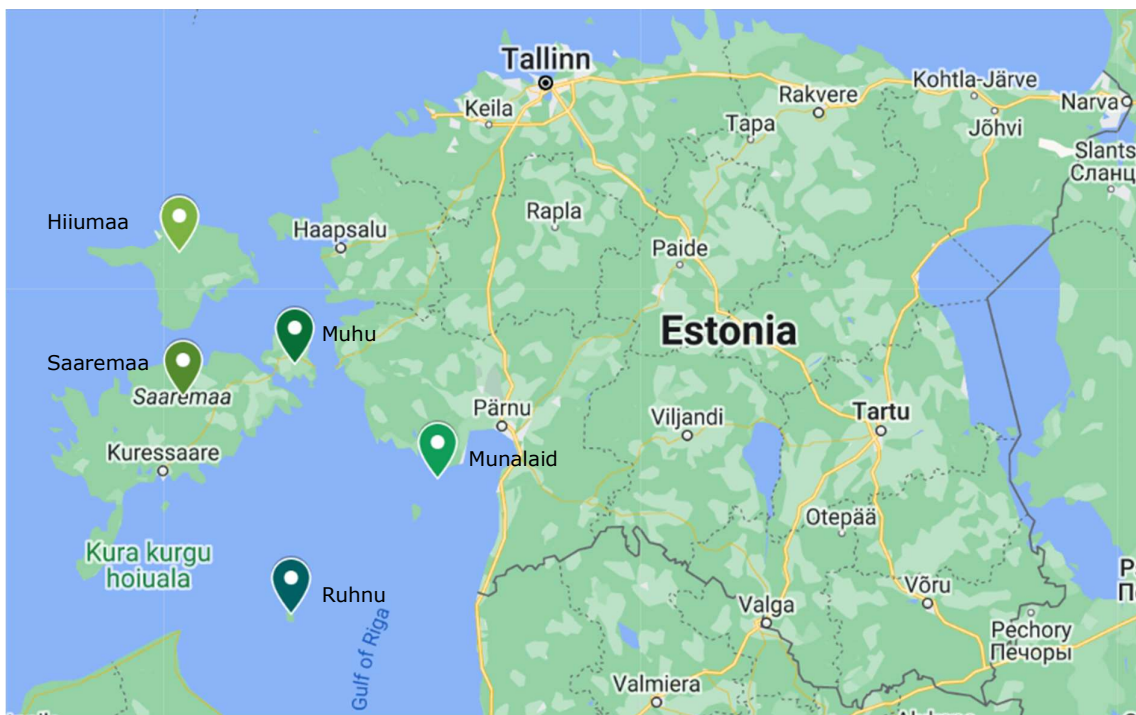 Tallinn
Kohtla-Järve
Keila
Rakvere
Narva
Tapa
Jõhvi
Slants
Сланц
Hiiumaa
Haapsalu
Rapla
Paide
Muhu
Estonia
Saaremaa
Saaremaa
Pärnu
Viljandi
Tartu
Kuressaare
Munalaid
Otepää
Kura kurgu
hoiuala
Ruhnu
Võru
Valga
Pechory
Печоры
Gulf of Riga
Valmiera